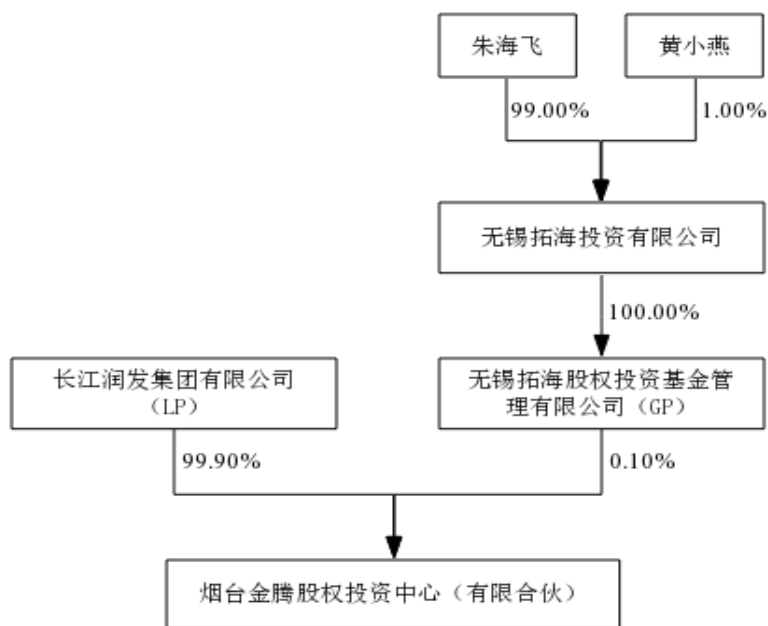 朱海飞
黄小燕
99.00%
1.00%
无锡拓海投资有限公司
100.00%
长江润发集团有限公司
（LP）
无锡拓海股权投资基金管
理有限公司（GP）
99.90%
0.10%
烟台金腾股权投资中心（有限合伙）